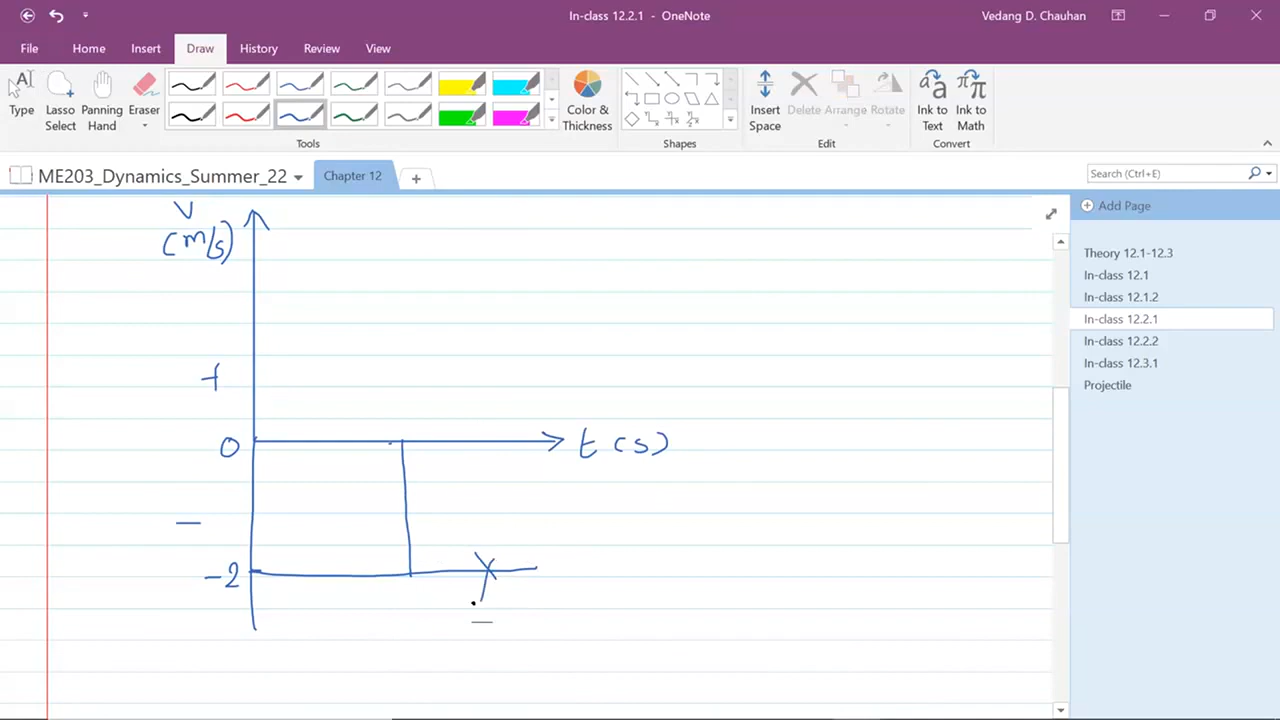 In-class 12.2.1 - OneNote
Vedang D. Chauhan
File Home Insert Draw History Review View
Type
Lasso Select
Panning Hand
Eraser
Color & Thickness
Insert Space
Delete Arrange Rotate
Ink to Text
Ink to Math
Tools
Shapes
Edit
Convert
ME203_Dynamics_Summer_22
Chapter 12
Search (Ctrl+E)
Add Page
Theory 12.1-12.3
In-class 12.1
In-class 12.1.2
In-class 12.2.1
In-class 12.2.2
In-class 12.3.1
Projectile
V
(m/s)
+
0
t (s)
-
-2